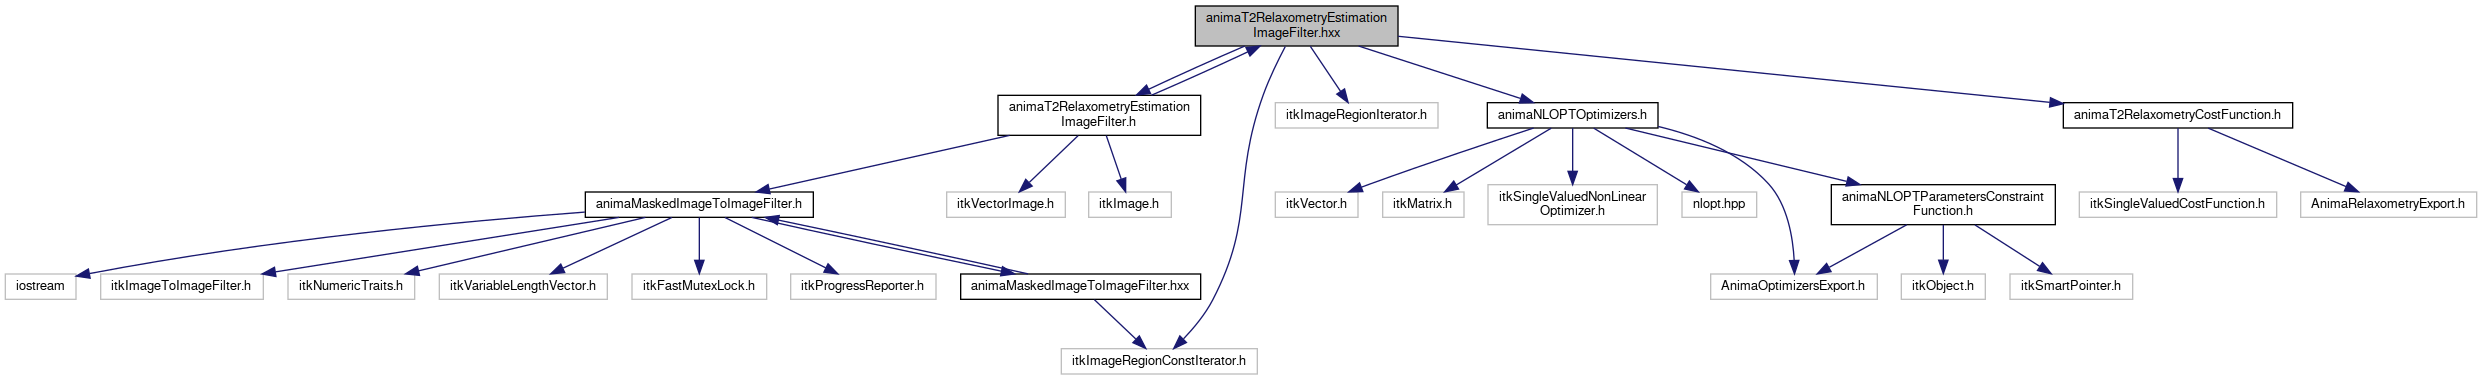 animaT2RelaxometryEstimation
ImageFilter.hxx
animaT2RelaxometryEstimation
ImageFilter.h
itkImageRegionIterator.h
animaNLOPTOptimizers.h
animaT2RelaxometryCostFunction.h
animaMaskedImageToImageFilter.h
itkVectorImage.h
itkImage.h
itkVector.h
itkMatrix.h
itkSingleValuedNonLinear
Optimizer.h
nlopt.hpp
animaNLOPTParametersConstraint
Function.h
itkSingleValuedCostFunction.h
AnimaRelaxometryExport.h
iostream
itkImageToImageFilter.h
itkNumericTraits.h
itkVariableLengthVector.h
itkFastMutexLock.h
itkProgressReporter.h
animaMaskedImageToImageFilter.hxx
AnimaOptimizersExport.h
itkObject.h
itkSmartPointer.h
itkImageRegionConstIterator.h